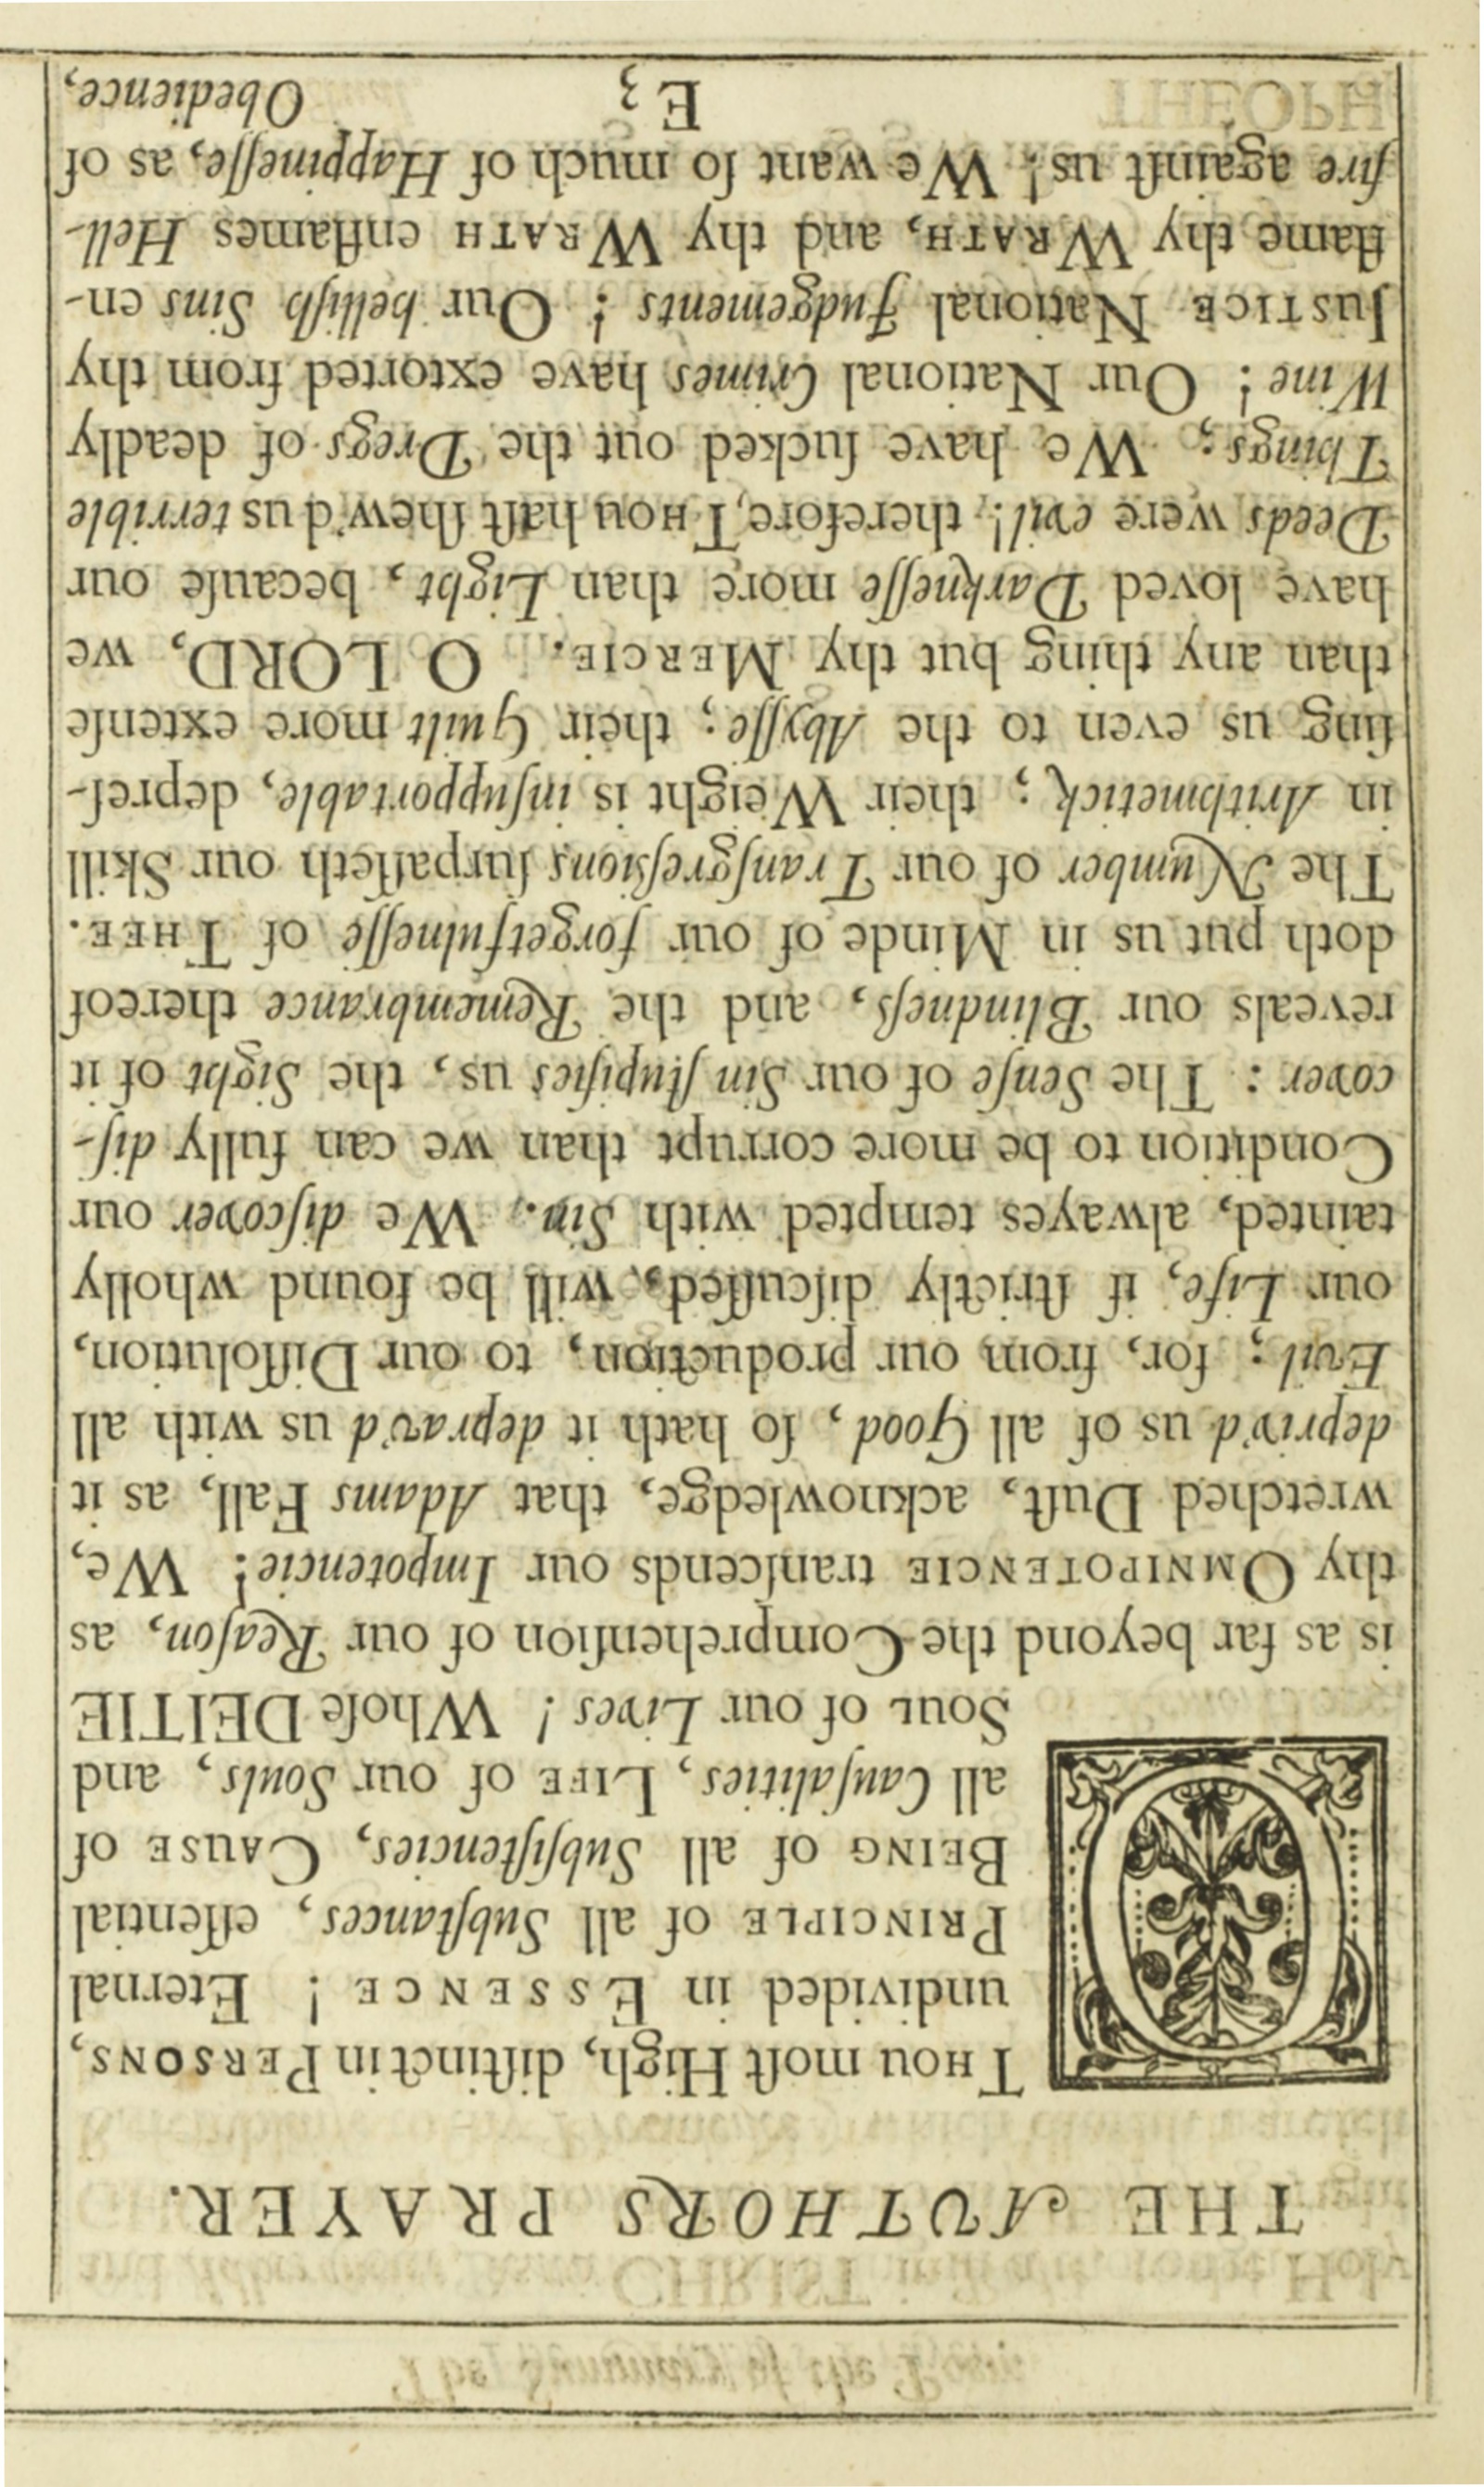 THE AUTHORS PRAYER.
O Thou moſt High, diſtinct in Persons,
undivided in Essence! Eternal
Principle of all Subſtances, eſſential
Being of all Subſiſtencies, Cause of
all Cauſalities, Life of our Souls, and
Soul of our Lives! Whoſe DEITIE
is as far beyond the Comprehenſion of our Reaſon, as
thy Omnipotencie tranſcends our Impotencie! We,
wretched Duſt, acknowledge, that Adams Fall, as it
depriv'd us of all Good, ſo hath it deprav'd us with all
Evil; for, from our production, to our Diſſolution,
our Life, if ſtrictly diſcuſſed, will be found wholly
tainted, alwayes tempted with Sin. We diſcover our
Condition to be more corrupt than we can fully diſ-
cover: The Senſe of our Sin ſtupifies us, the Sight of it
reveals our Blindneſs, and the Remembrance thereof
doth put us in Minde of our forgetfulneſſe of Thee.
The Number of our Tranſgreſsions ſurpaſſeth our Skill
in Arithmetick; their Weight is inſupportable, depreſ-
ſing us even to the Abyſſe; their Guilt more extenſe
than any thing but thy Mercie. O LORD, we
have loved Darkneſſe more than Light, becauſe our
Deeds were evil! therefore Thou haſt ſhew'd us terrible
Things; We have ſucked out the Dregs of deadly
Wine! Our National Crimes have extorted from thy
Justice National Judgements! Our helliſh Sins en-
flame thy Wrath, and thy Wrath enflames Hell-
fire againſt us! We want ſo much of Happineſſe, as of
E3
Obedience,